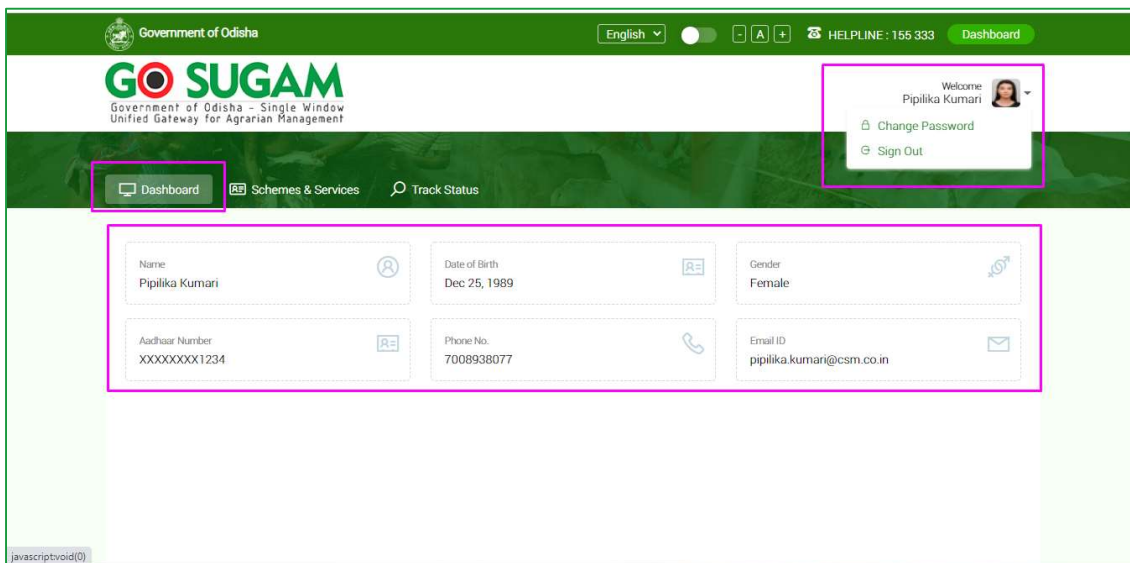 Government of Odisha
English
- A +
HELPLINE : 155 333
Dashboard
GO SUGAM
Government of Odisha – Single Window
Unified Gateway for Agrarian Management
Welcome
Pipilika Kumari
Change Password
Sign Out
Dashboard
Schemes & Services
Track Status
Name
Pipilika Kumari
Date of Birth
Dec 25, 1989
Gender
Female
Aadhaar Number
XXXXXXXX1234
Phone No.
7008938077
Email ID
pipilika.kumari@csm.co.in
javascript:void(0)